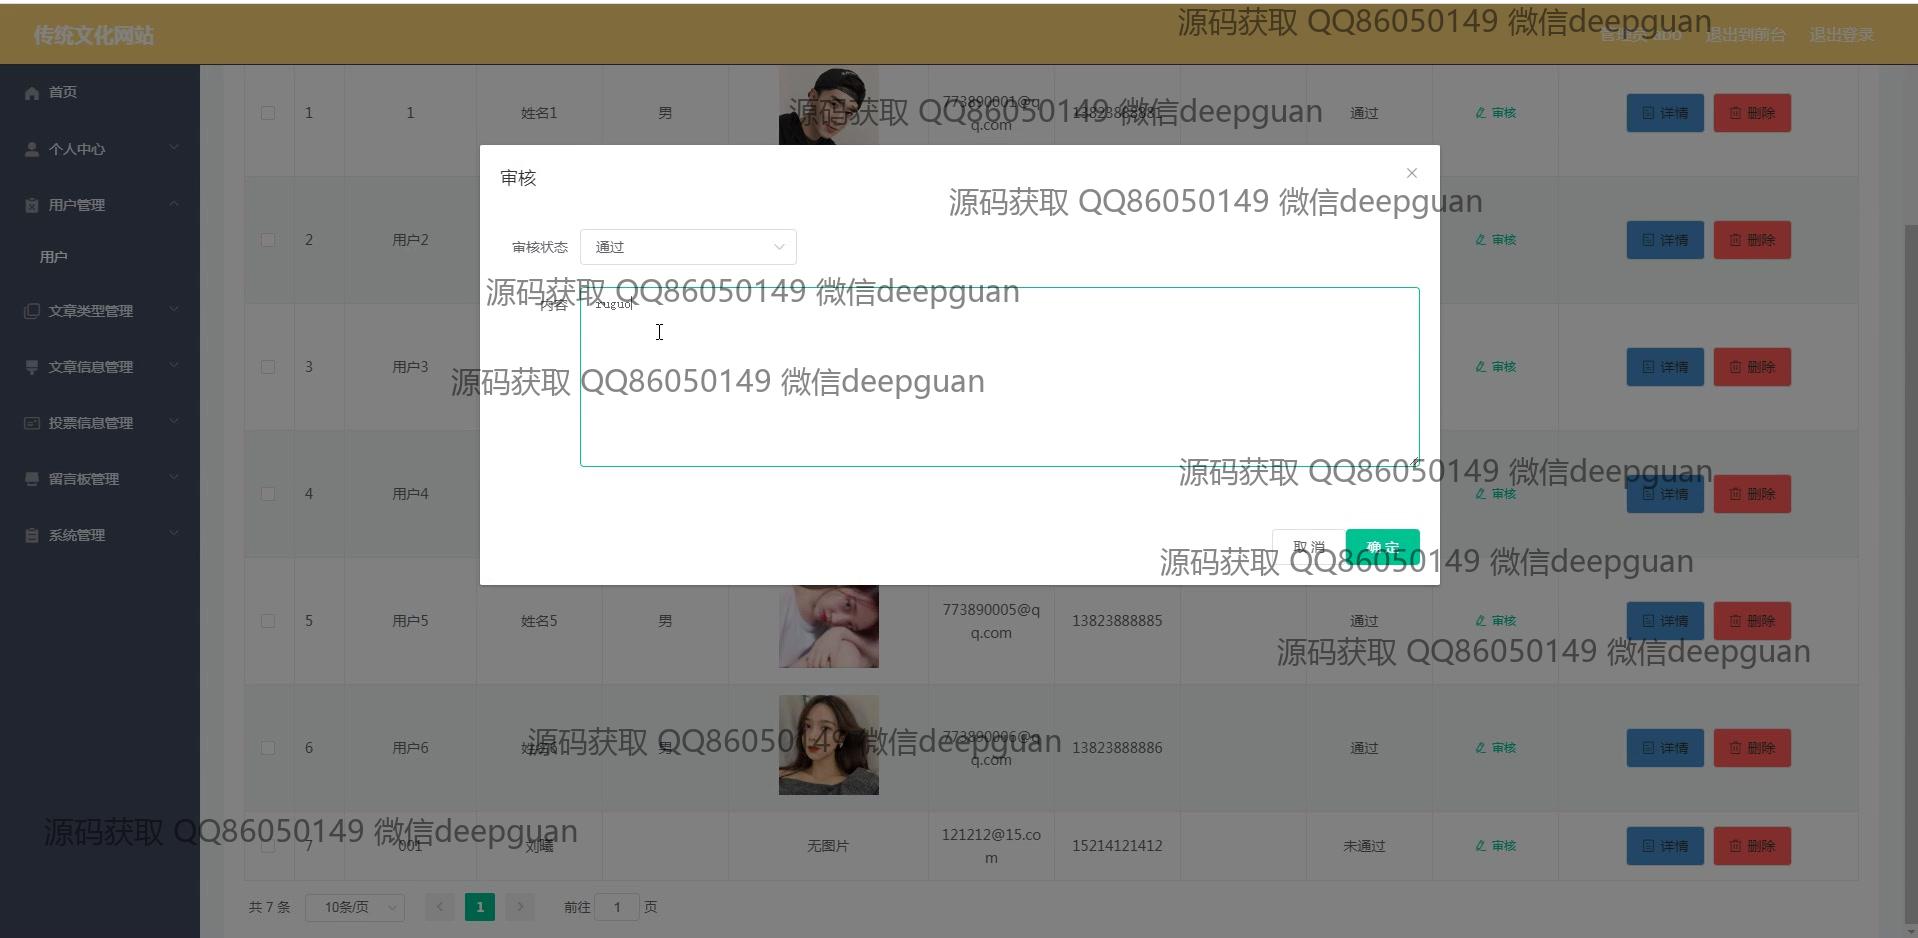 源码获取 QQ86050149 微信deepguan
传统文化网站
管理员 abo 退出到前台 退出登录
首页
个人中心
用户管理
用户
文章类型管理
文章信息管理
投票信息管理
留言板管理
系统管理
1 1 姓名1 男 773890001@q
q.com 13823888881 通过 审核 详情 删除
源码获取 QQ86050149 微信deepguan
审核
源码获取 QQ86050149 微信deepguan
2 用户2 审核 详情 删除
审核状态 通过
源码获取 QQ86050149 微信deepguan
内容 ruguo
3 用户3 审核 详情 删除
源码获取 QQ86050149 微信deepguan
源码获取 QQ86050149 微信deepguan
4 用户4 审核 详情 删除
取 消 确 定
源码获取 QQ86050149 微信deepguan
5 用户5 姓名5 男 773890005@q
q.com 13823888885 通过 审核 详情 删除
源码获取 QQ86050149 微信deepguan
源码获取 QQ86050149 微信deepguan
6 用户6 姓名6 男 773890006@q
q.com 13823888886 通过 审核 详情 删除
源码获取 QQ86050149 微信deepguan
7 001 刘曦 无图片 121212@15.co
m 15214121412 未通过 审核 详情 删除
共 7 条 10条/页 1 前往 1 页